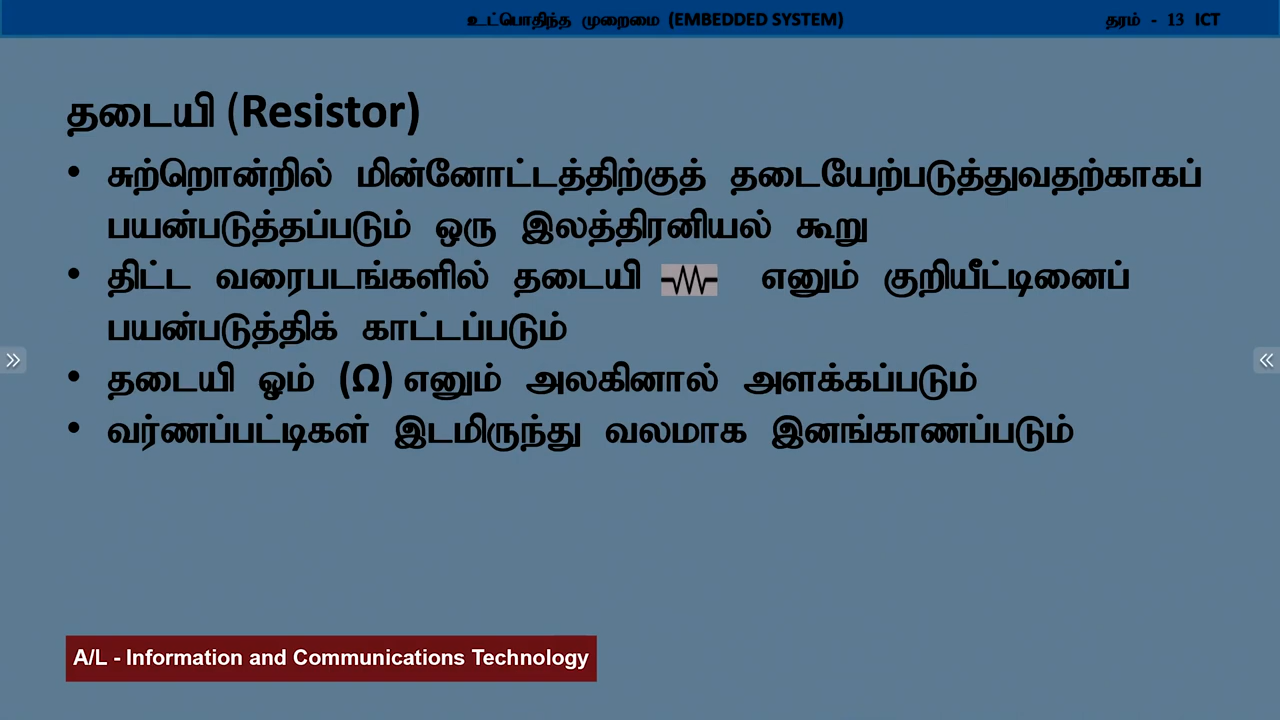 உட்பொதிந்த முறைமை (EMBEDDED SYSTEM)
தரம் - 13 ICT
தடையி (Resistor)
• சுற்றொன்றில் மின்னோட்டத்திற்குத் தடையேற்படுத்துவதற்காகப்
பயன்படுத்தப்படும் ஒரு இலத்திரனியல் கூறு
• திட்ட வரைபடங்களில் தடையி எனும் குறியீட்டினைப்
பயன்படுத்திக் காட்டப்படும்
• தடையி ஓம் (Ω) எனும் அலகினால் அளக்கப்படும்
• வர்ணப்பட்டிகள் இடமிருந்து வலமாக இனங்காணப்படும்
A/L - Information and Communications Technology